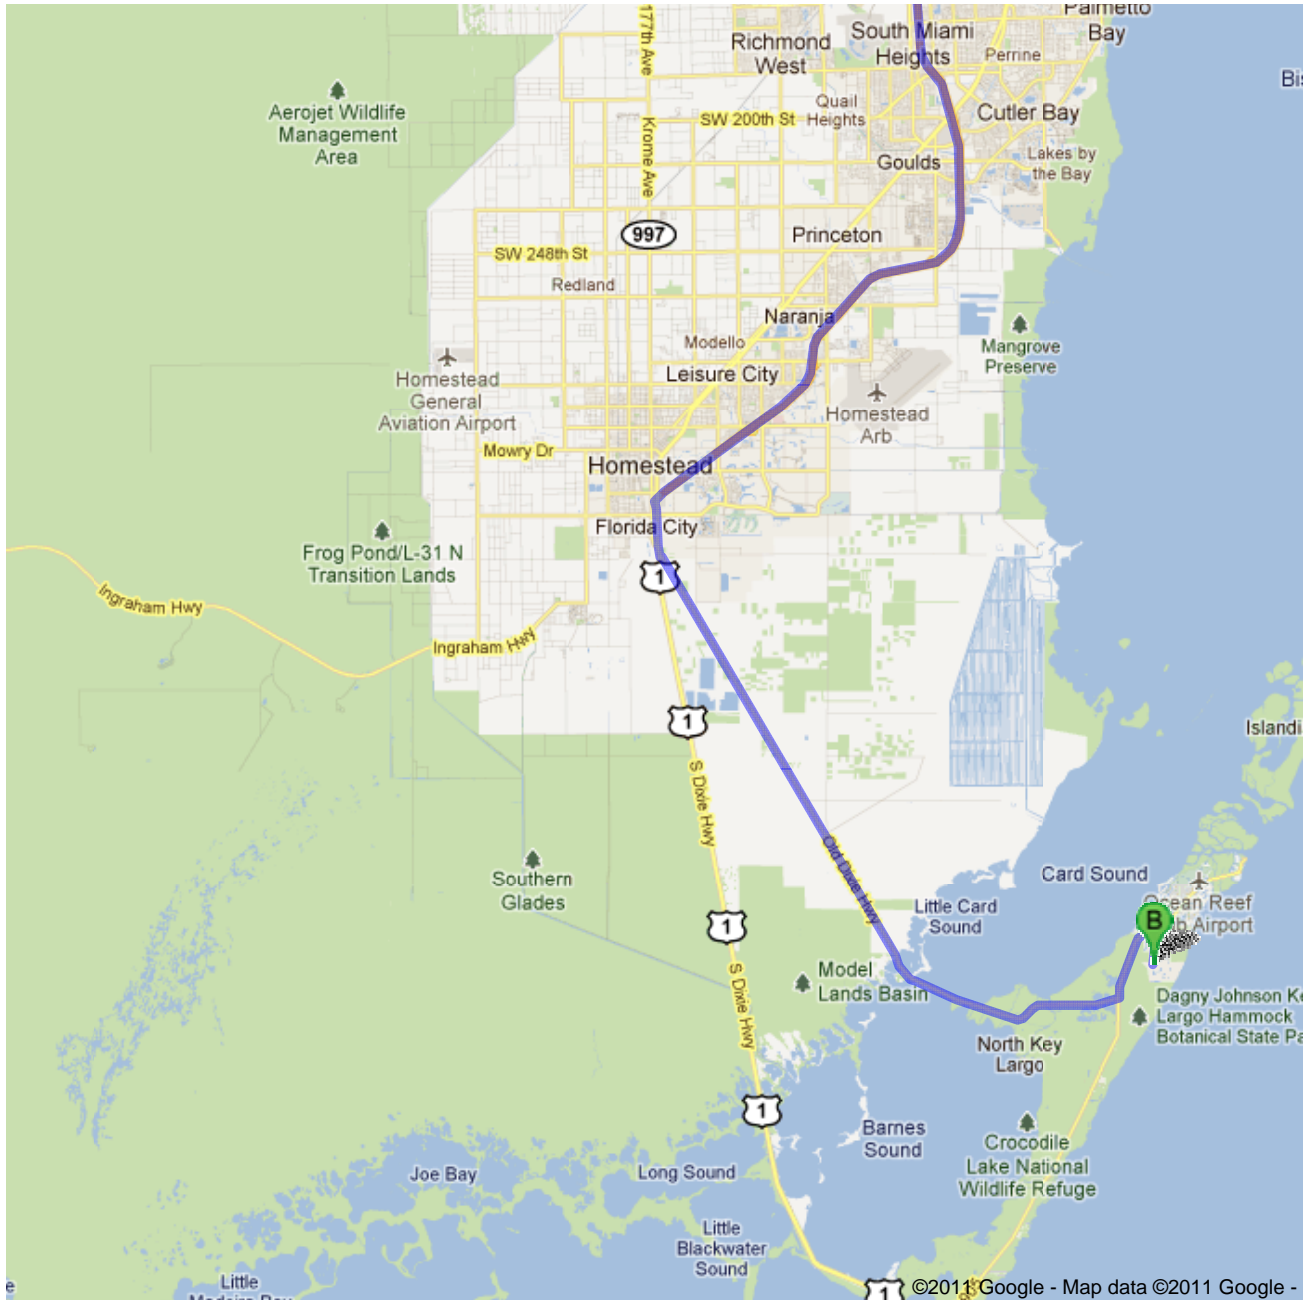 Palmetto
Bay
South Miami
Heights
Richmond
West
Perrine
177th Ave
Aerojet Wildlife
Management
Area
Quail
Heights
Cutler Bay
SW 200th St
Krome Ave
Goulds
Lakes by
the Bay
997
Princeton
SW 248th St
Redland
Naranja
Modello
Mangrove
Preserve
Leisure City
Homestead
General
Aviation Airport
Homestead
Arb
Mowry Dr
Homestead
Florida City
Frog Pond/L-31 N
Transition Lands
1
Ingraham Hwy
Ingraham Hwy
1
S Dixie Hwy
Old Dixie Hwy
Southern
Glades
Card Sound
Little Card
Sound
Ocean Reef
Airport
B
1
Model
Lands Basin
S Dixie Hwy
Dagny Johnson
Largo Hammock
Botanical State
North Key
Largo
1
Barnes
Sound
Crocodile
Lake National
Wildlife Refuge
Joe Bay
Long Sound
Little
Blackwater
Sound
Little
1
©2011 Google - Map data ©2011 Google -